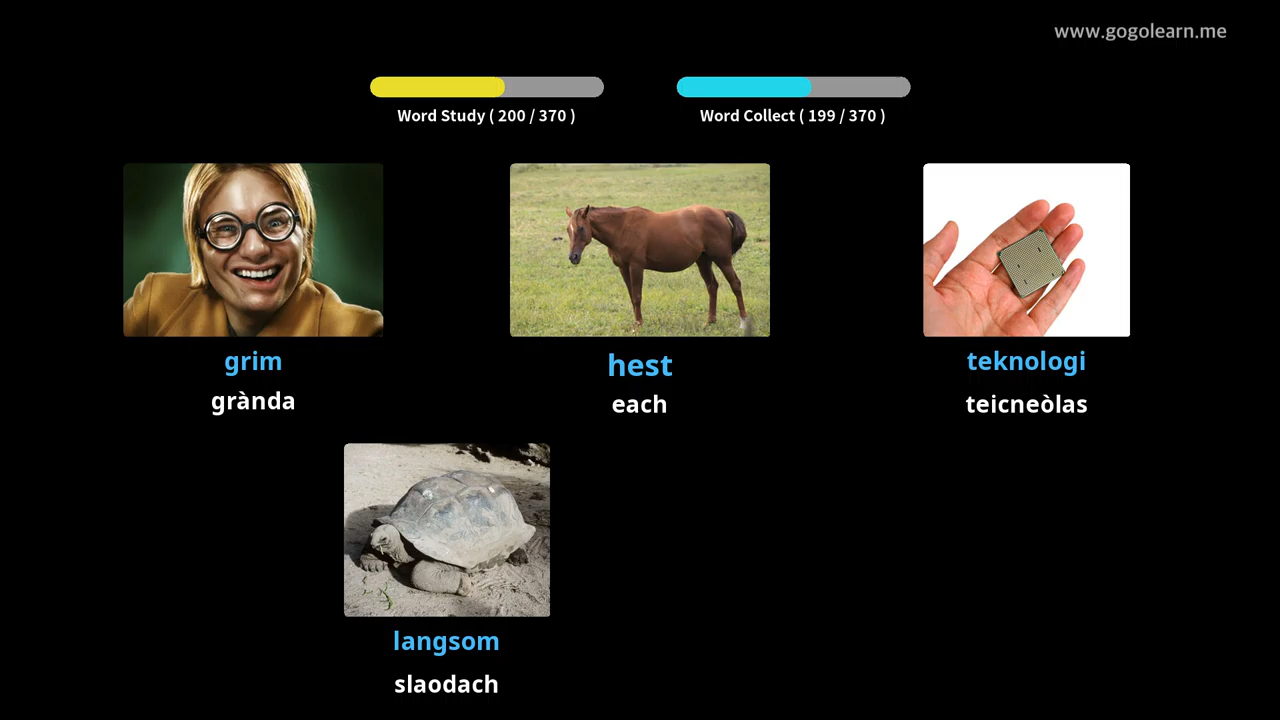 www.gogolearn.me
Word Study ( 200 / 370 )
Word Collect ( 199 / 370 )
grim
grànda
hest
each
teknologi
teicneòlas
langsom
slaodach